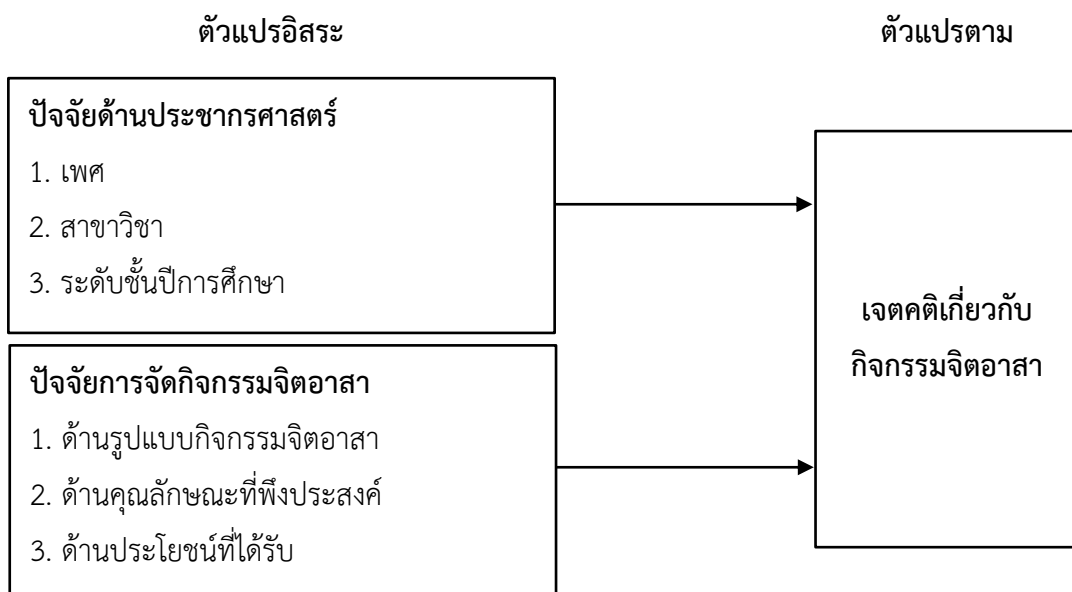 ตัวแปรอิสระ
ตัวแปรตาม
ปัจจัยด้านประชากรศาสตร์
1. เพศ
2. สาขาวิชา
3. ระดับชั้นปีการศึกษา
ปัจจัยการจัดกิจกรรมจิตอาสา
1. ด้านรูปแบบกิจกรรมจิตอาสา
2. ด้านคุณลักษณะที่พึงประสงค์
3. ด้านประโยชน์ที่ได้รับ
เจตคติเกี่ยวกับ
กิจกรรมจิตอาสา